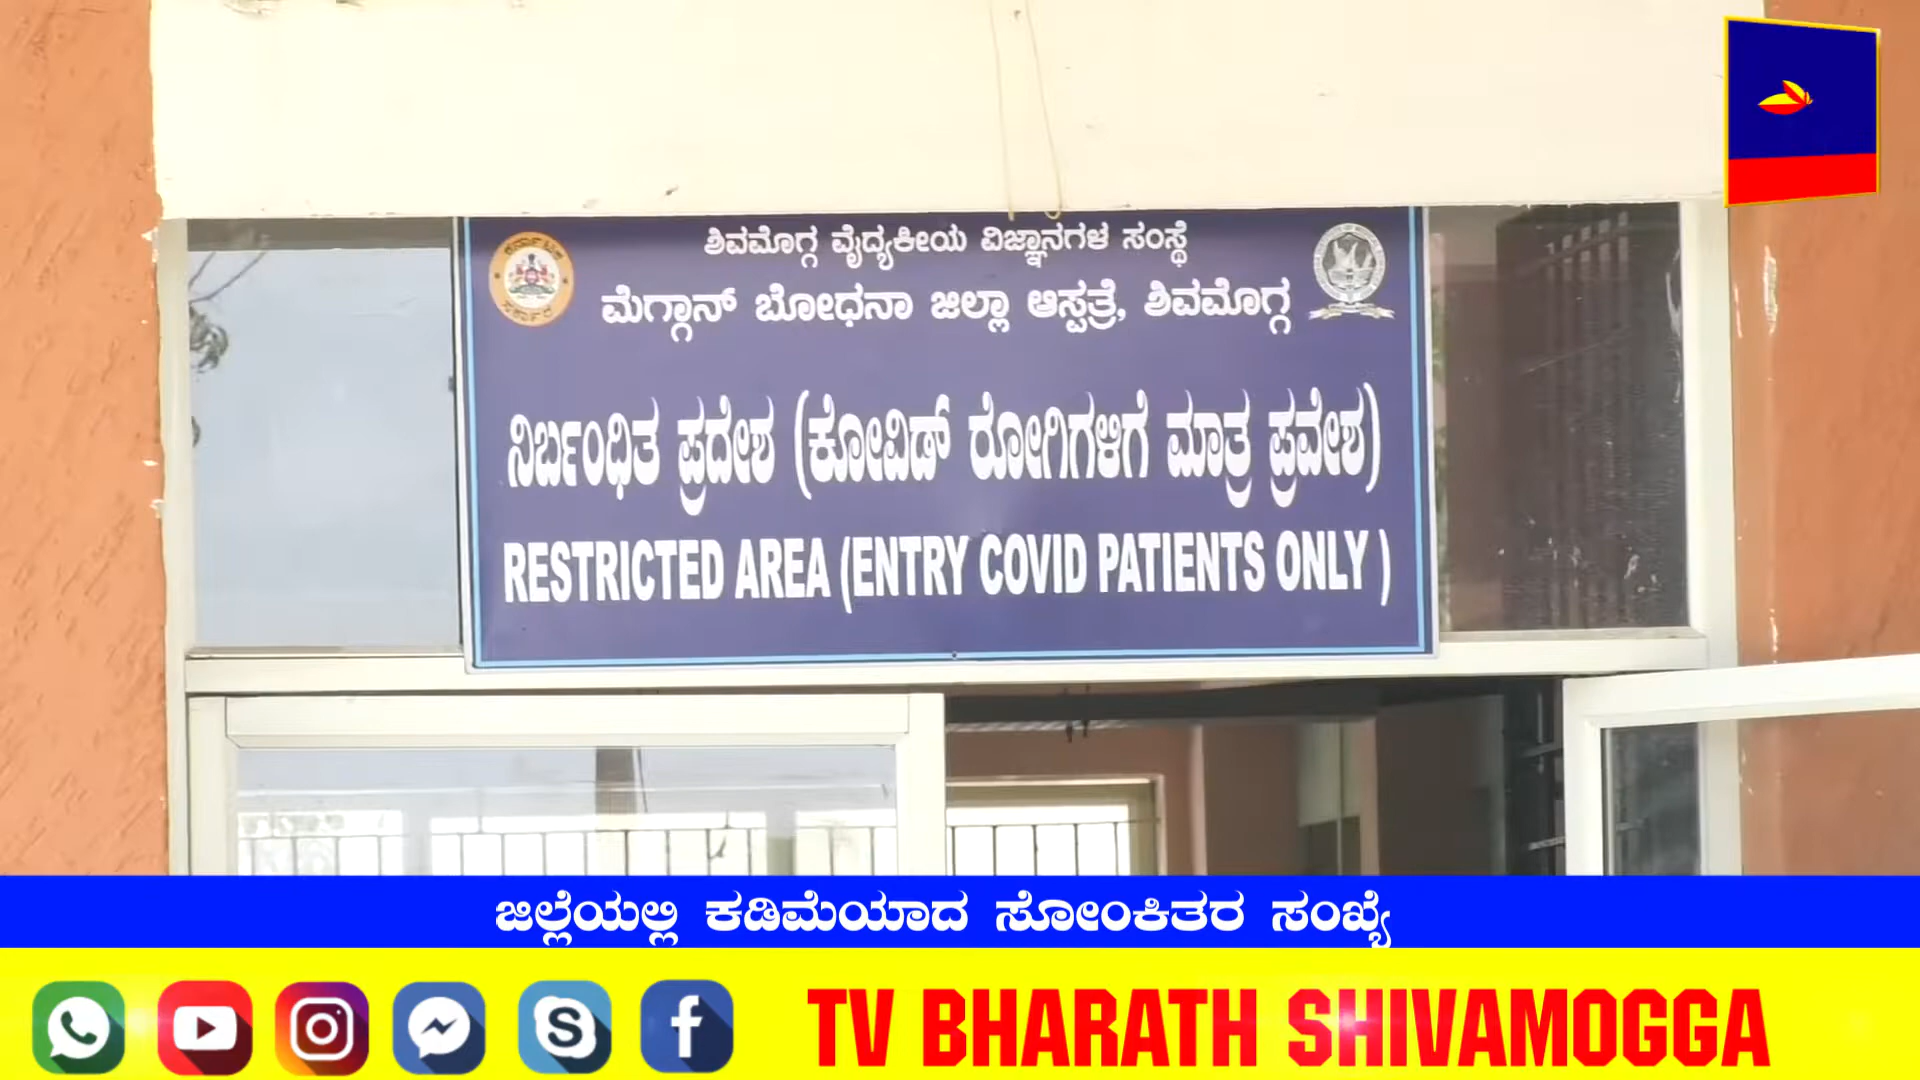 ಶಿವಮೊಗ್ಗ ವೈದ್ಯಕೀಯ ವಿಜ್ಞಾನಗಳ ಸಂಸ್ಥೆ
ಮೆಗ್ಗಾನ್ ಬೋಧನಾ ಜಿಲ್ಲಾ ಆಸ್ಪತ್ರೆ, ಶಿವಮೊಗ್ಗ
ನಿರ್ಬಂಧಿತ ಪ್ರದೇಶ (ಕೋವಿಡ್ ರೋಗಿಗಳಿಗೆ ಮಾತ್ರ ಪ್ರವೇಶ)
RESTRICTED AREA (ENTRY COVID PATIENTS ONLY )
ಜಿಲ್ಲೆಯಲ್ಲಿ ಕಡಿಮೆಯಾದ ಸೋಂಕಿತರ ಸಂಖ್ಯೆ
TV BHARATH SHIVAMOGGA